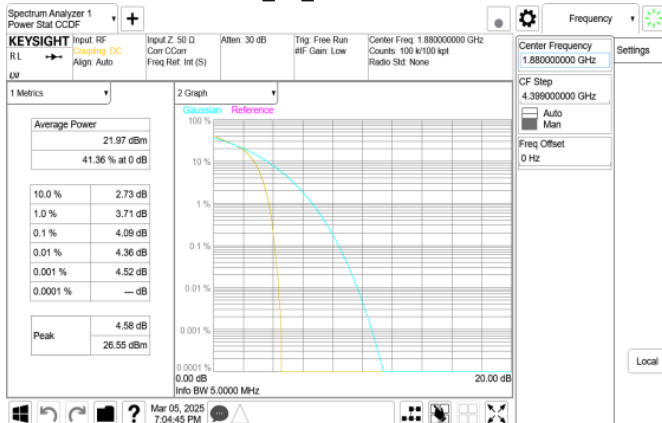 Spectrum Analyzer 1
Power Stat CCDF
Frequency
KEYSIGHT
RL
Input: RF
Coupling: DC
Align: Auto
Input Z: 50 Ω
Corr CCorr
Freq Ref: Int (S)
Atten: 30 dB
Trig: Free Run
#IF Gain: Low
Center Freq: 1.880000000 GHz
Counts: 100 k/100 kpt
Radio Std: None
Center Frequency
1.880000000 GHz
Settings
CF Step
4.399000000 GHz
Auto
Man
Freq Offset
0 Hz
1 Metrics
2 Graph
Gaussian Reference
Average Power
21.97 dBm
41.36 % at 0 dB
10.0 % 2.73 dB
1.0 % 3.71 dB
0.1 % 4.09 dB
0.01 % 4.36 dB
0.001 % 4.52 dB
0.0001 % --- dB
Peak
4.58 dB
26.55 dBm
100 %
10 %
1 %
0.1 %
0.01 %
0.001 %
0.0001 %
0.00 dB
20.00 dB
Info BW 5.0000 MHz
Local
?
Mar 05, 2025
7:04:45 PM